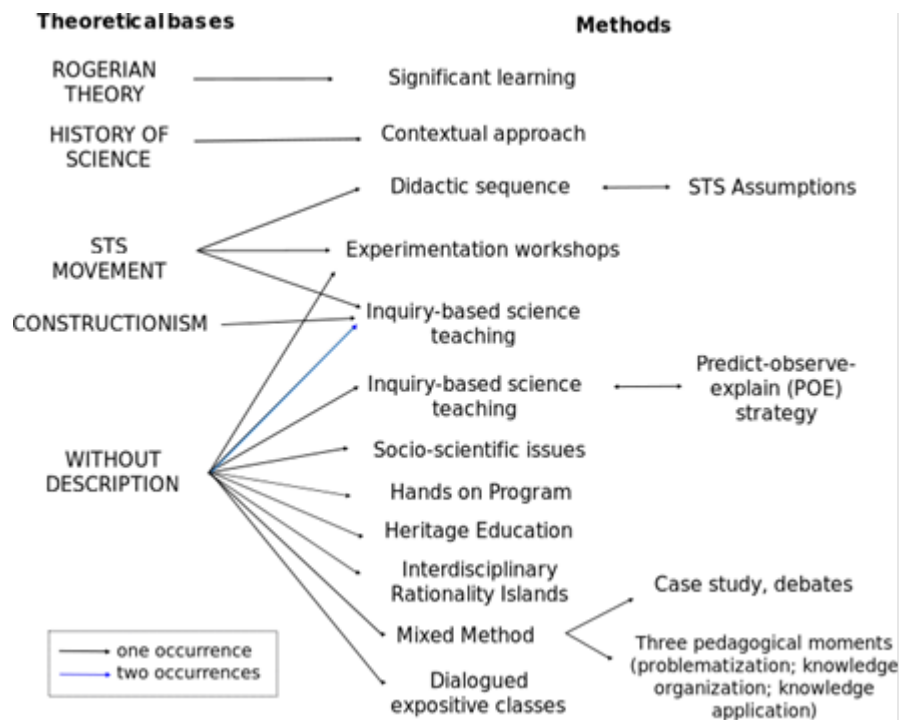 Theoretical bases
Methods
ROGERIAN
THEORY
Significant learning
HISTORY OF
SCIENCE
Contextual approach
Didactic sequence
STS Assumptions
STS
MOVEMENT
Experimentation workshops
CONSTRUCTIONISM
Inquiry-based science
teaching
Inquiry-based science
teaching
Predict-observe-
explain (POE)
strategy
WITHOUT
DESCRIPTION
Socio-scientific issues
Hands on Program
Heritage Education
Interdisciplinary
Rationality Islands
Mixed Method
Case study, debates
Three pedagogical moments
(problematization; knowledge
organization; knowledge
application)
Dialogued
expositive classes
one occurrence
two occurrences